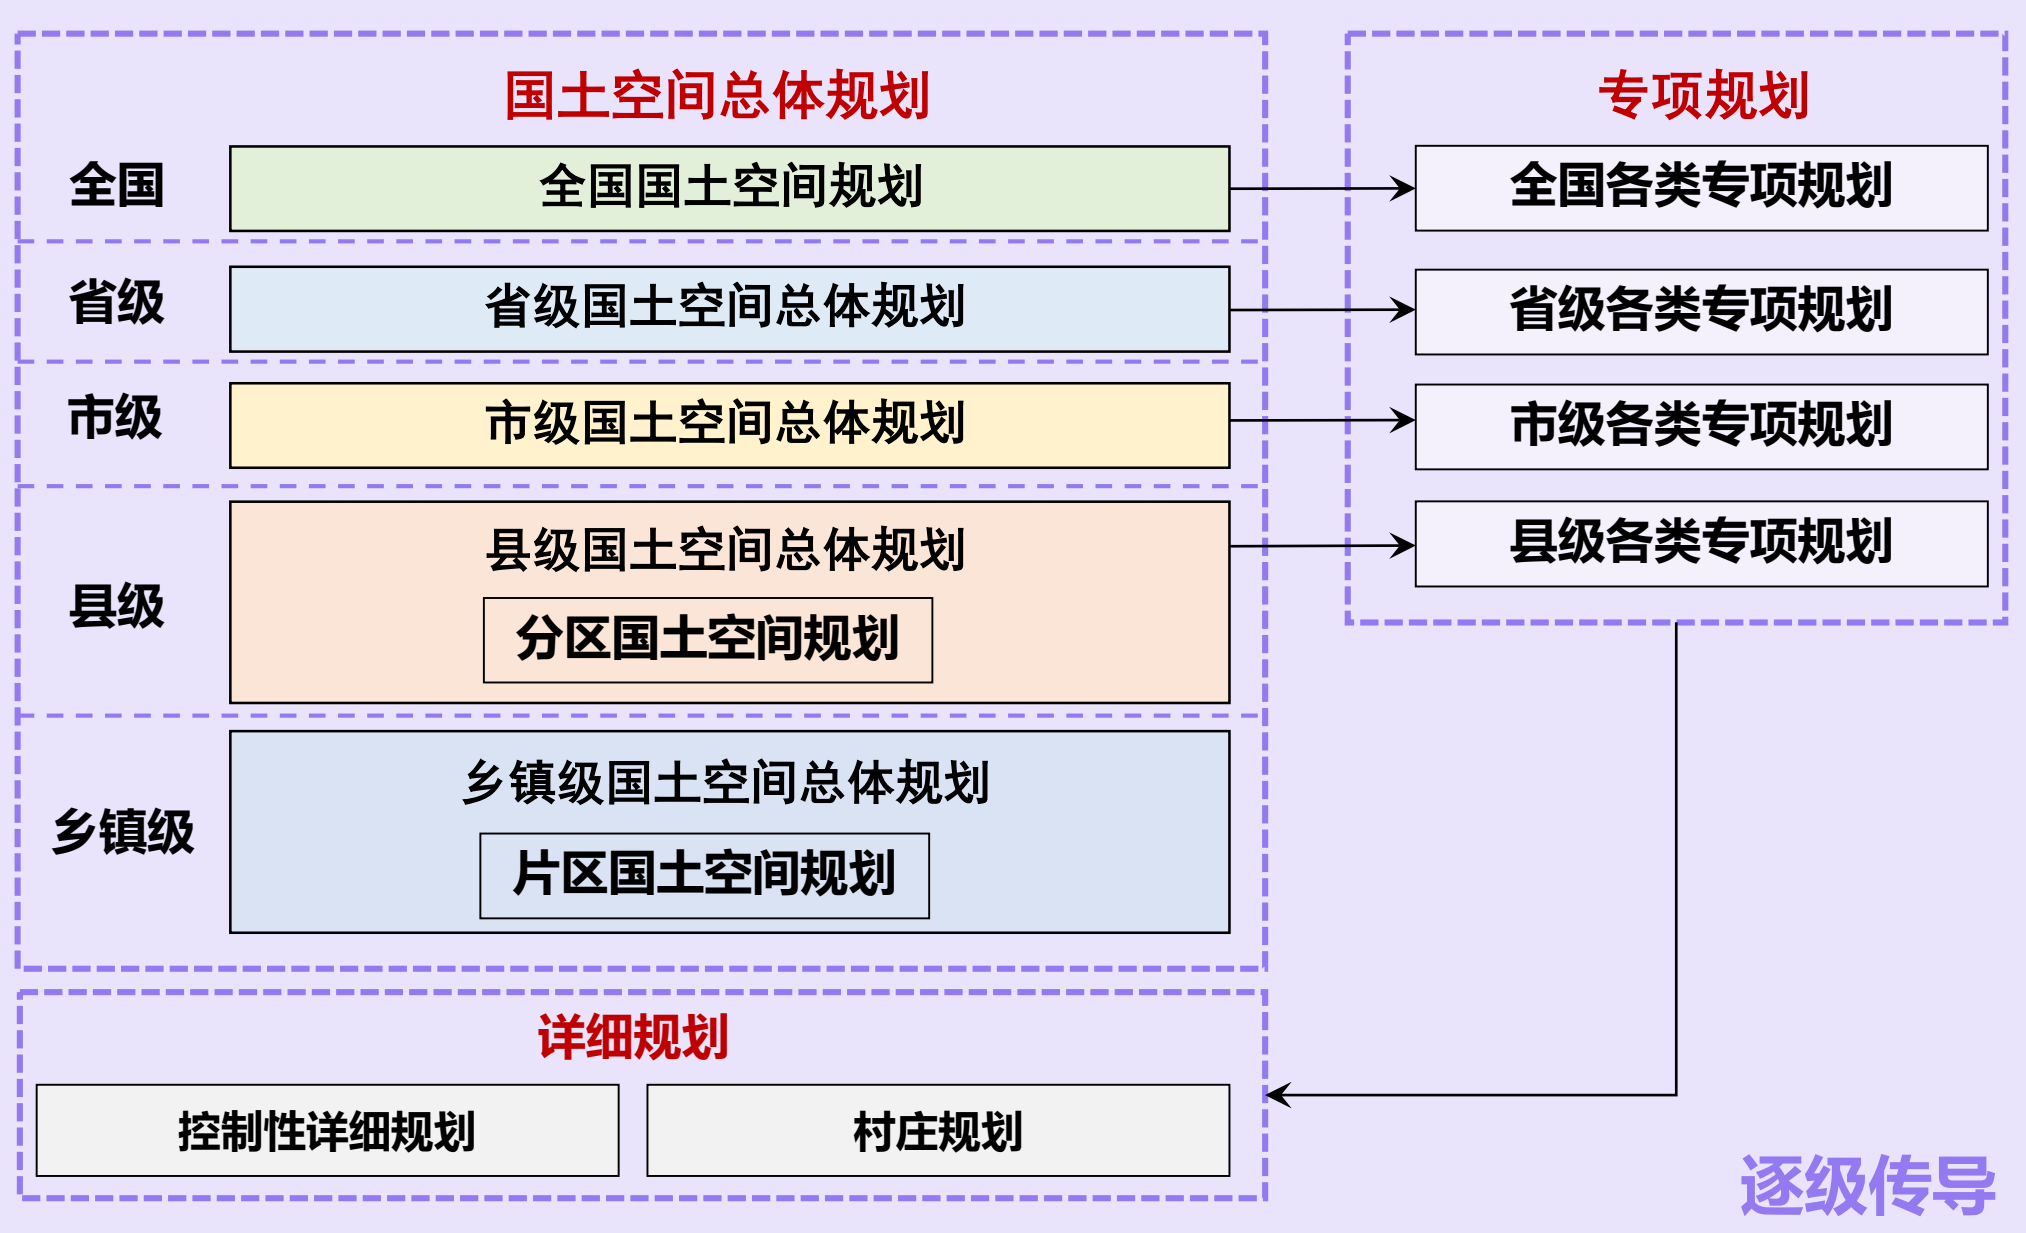 国土空间总体规划
专项规划
全国
全国国土空间规划
全国各类专项规划
省级
省级国土空间总体规划
省级各类专项规划
市级
市级国土空间总体规划
市级各类专项规划
县级
县级国土空间总体规划
县级各类专项规划
分区国土空间规划
乡镇级
乡镇级国土空间总体规划
片区国土空间规划
详细规划
控制性详细规划
村庄规划
逐级传导